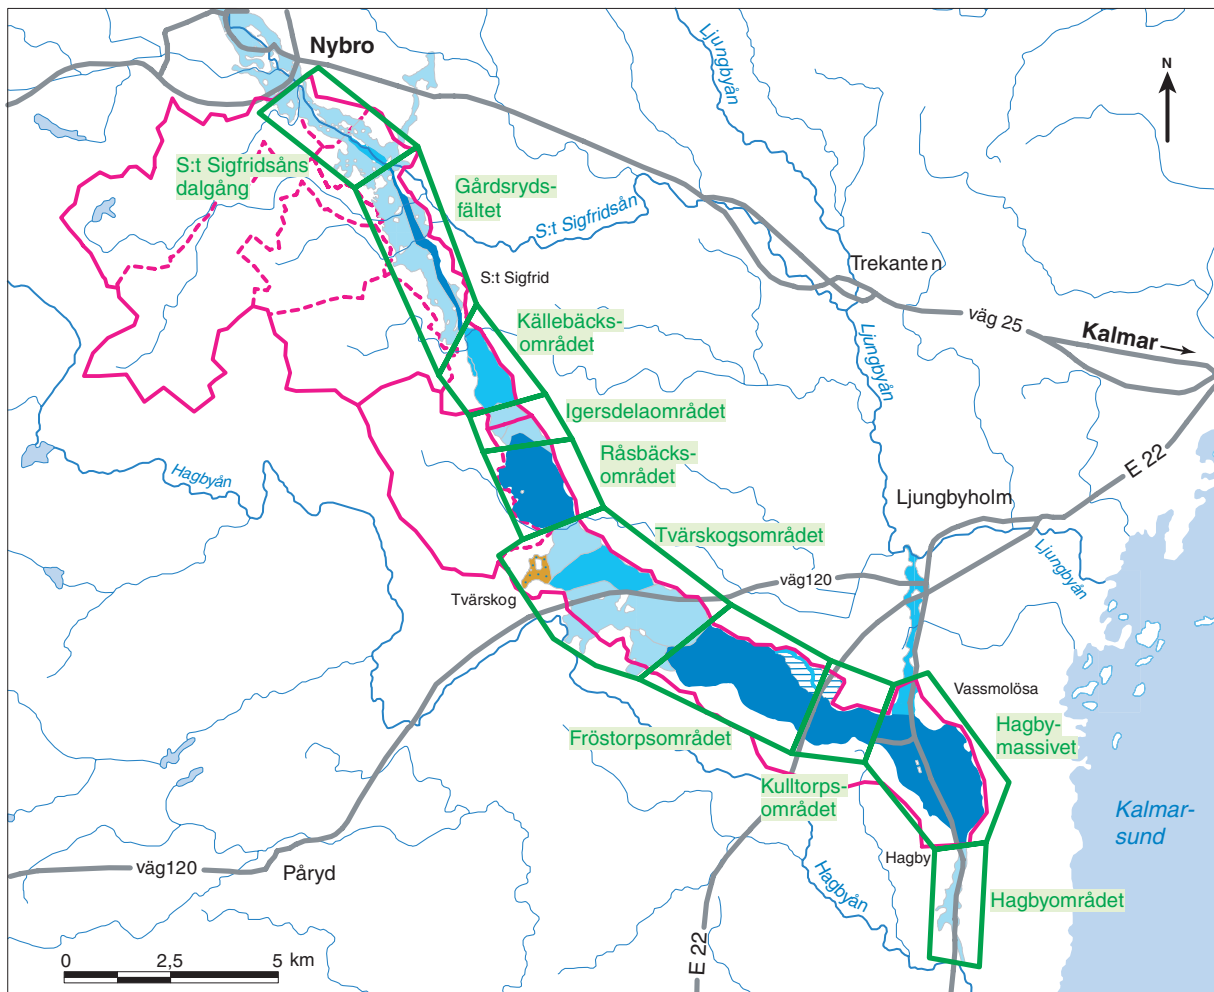 Nybro
Ljungbyån
N
S:t Sigfridsåns
dalgång
Gårdsryds-
fältet
S:t Sigfridsån
S:t Sigfrid
Trekanten
väg 25
Kalmar
Källebäcks-
området
Ljungbyån
Igersdelaområdet
Råsbäcks-
området
Hagbyån
E 22
Ljungbyholm
Tvärskogsområdet
Ljungbyån
väg120
Tvärskog
Vassmolösa
Fröstorpsområdet
Hagby-
massivet
Kulltorps-
området
Kalmar-
sund
Hagby
väg120
Påryd
Hagbyån
Hagbyområdet
E 22
0 2,5 5 km